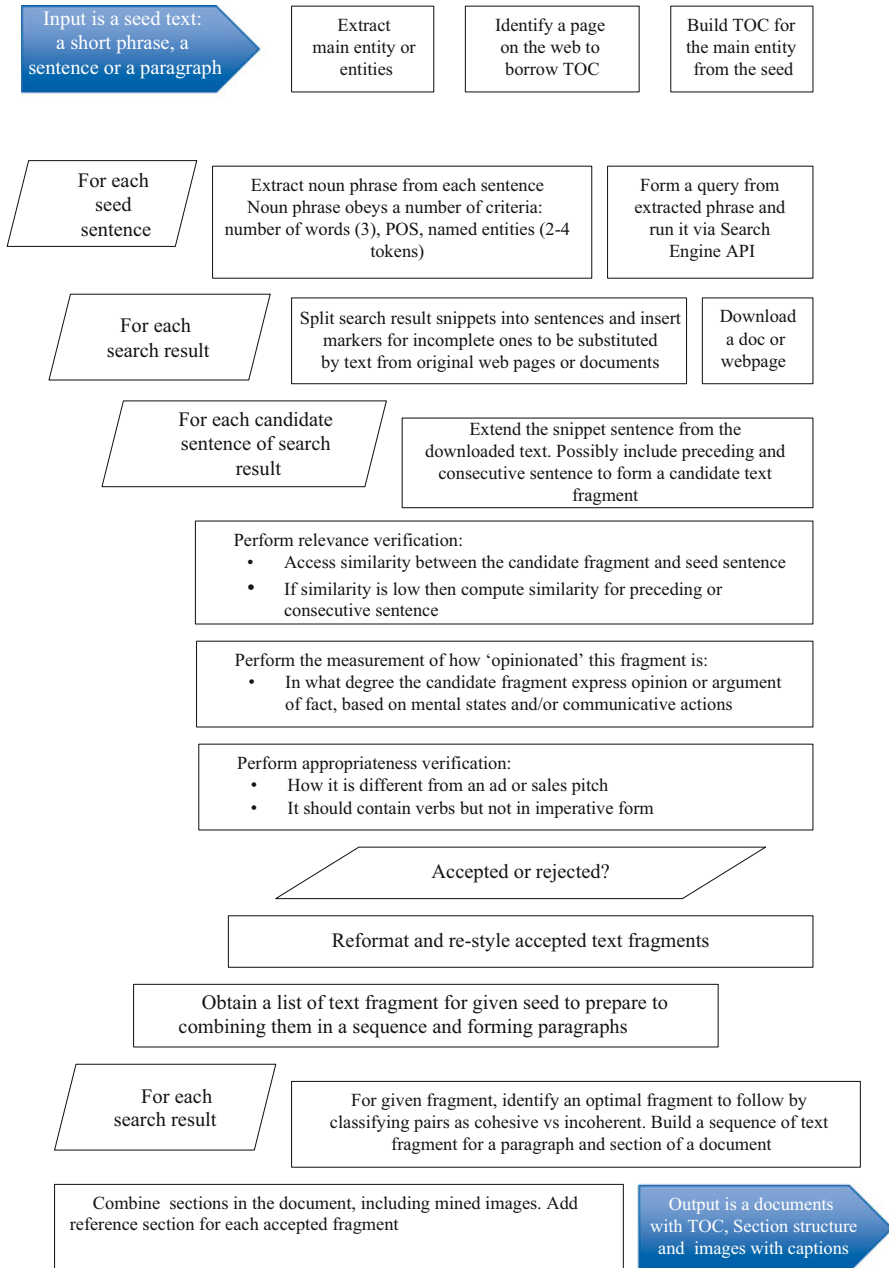 Input is a seed text:
a short phrase, a
sentence or a paragraph
Extract
main entity or
entities
Identify a page
on the web to
borrow TOC
Build TOC for
the main entity
from the seed
For each
seed
sentence
Extract noun phrase from each sentence
Noun phrase obeys a number of criteria:
number of words (3), POS, named entities (2-4
tokens)
Form a query from
extracted phrase and
run it via Search
Engine API
For each
search result
Split search result snippets into sentences and insert
markers for incomplete ones to be substituted
by text from original web pages or documents
Download
a doc or
webpage
For each candidate
sentence of search
result
Extend the snippet sentence from the
downloaded text. Possibly include preceding and
consecutive sentence to form a candidate text
fragment
Perform relevance verification:
• Access similarity between the candidate fragment and seed sentence
• If similarity is low then compute similarity for preceding or
consecutive sentence
Perform the measurement of how ‘opinionated’ this fragment is:
• In what degree the candidate fragment express opinion or argument
of fact, based on mental states and/or communicative actions
Perform appropriateness verification:
• How it is different from an ad or sales pitch
• It should contain verbs but not in imperative form
Accepted or rejected?
Reformat and re-style accepted text fragments
Obtain a list of text fragment for given seed to prepare to
combining them in a sequence and forming paragraphs
For each
search result
For given fragment, identify an optimal fragment to follow by
classifying pairs as cohesive vs incoherent. Build a sequence of text
fragment for a paragraph and section of a document
Combine sections in the document, including mined images. Add
reference section for each accepted fragment
Output is a documents
with TOC, Section structure
and images with captions